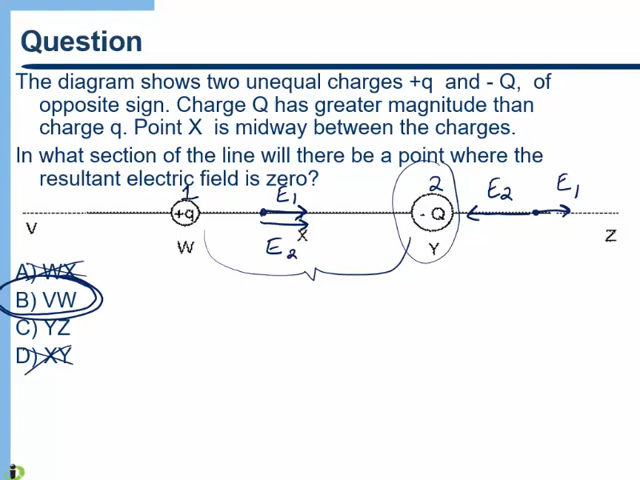 Question
The diagram shows two unequal charges +q and - Q, of
opposite sign. Charge Q has greater magnitude than
charge q. Point X is midway between the charges.
In what section of the line will there be a point where the
resultant electric field is zero?
1 E₁ 2 E₂ E₁
+q - Q
V W E₂ X Y Z
A) WX
B) VW
C) YZ
D) XY